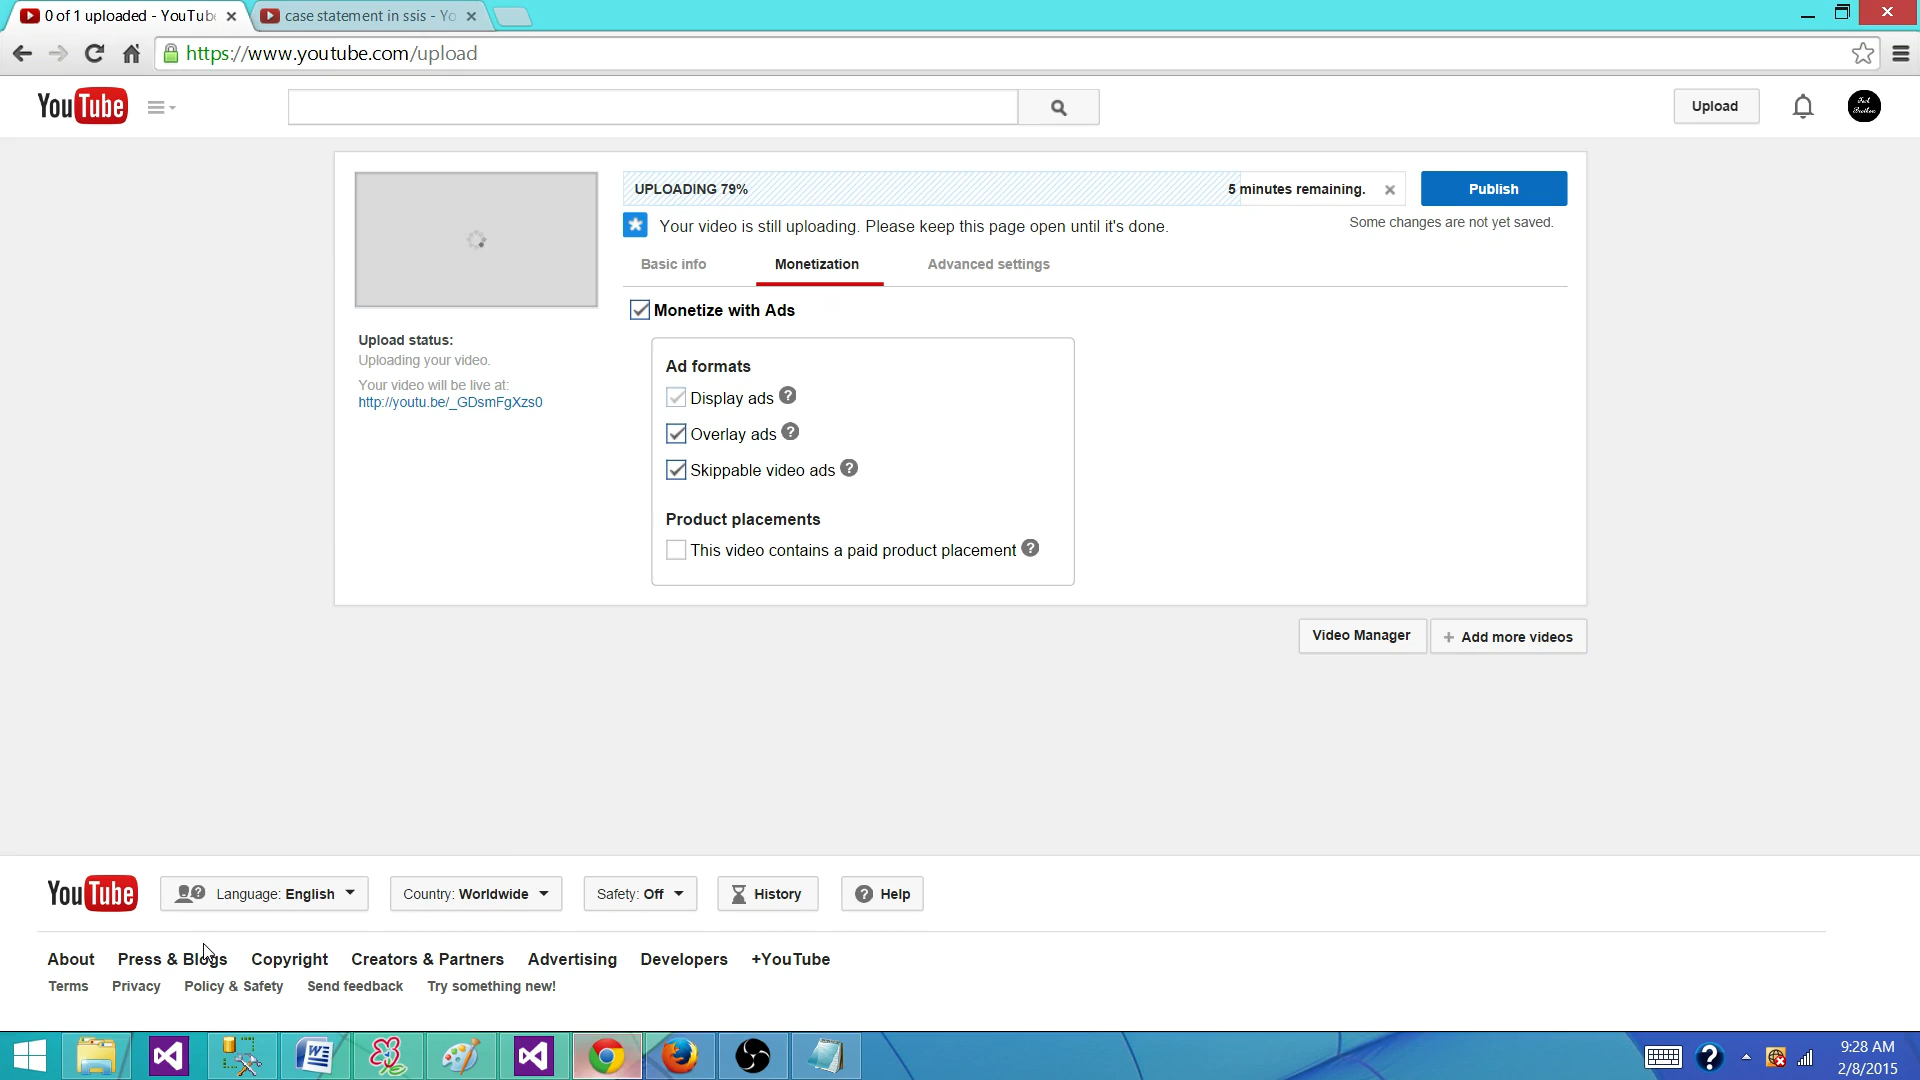 0 of 1 uploaded - YouTub
case statement in ssis - Yo
https://www.youtube.com/upload
YouTube
Upload
UPLOADING 79%
5 minutes remaining.
Publish
Your video is still uploading. Please keep this page open until it's done.
Some changes are not yet saved.
Basic info
Monetization
Advanced settings
Monetize with Ads
Upload status:
Uploading your video.
Your video will be live at:
http://youtu.be/_GDsmFgXzs0
Ad formats
Display ads ?
Overlay ads ?
Skippable video ads ?
Product placements
This video contains a paid product placement ?
Video Manager
+ Add more videos
YouTube
Language: English
Country: Worldwide
Safety: Off
History
? Help
About Press & Blogs Copyright Creators & Partners Advertising Developers +YouTube
Terms Privacy Policy & Safety Send feedback Try something new!
9:28 AM
2/8/2015